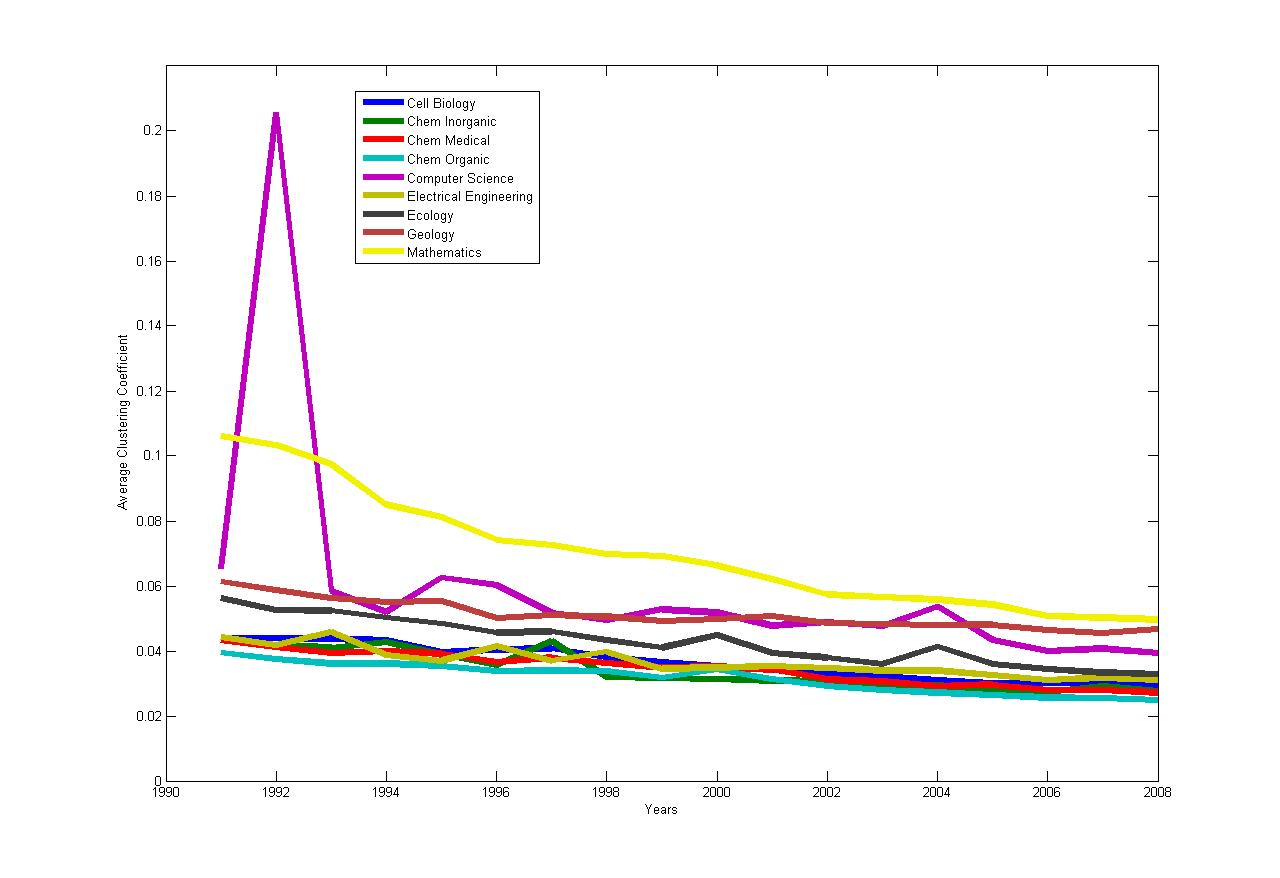 0.2
0.18
0.16
0.14
0.12
0.1
0.08
0.06
0.04
0.02
0
Average Clustering Coefficient
Cell Biology
Chem Inorganic
Chem Medical
Chem Organic
Computer Science
Electrical Engineering
Ecology
Geology
Mathematics
1990 1992 1994 1996 1998 2000 2002 2004 2006 2008
Years